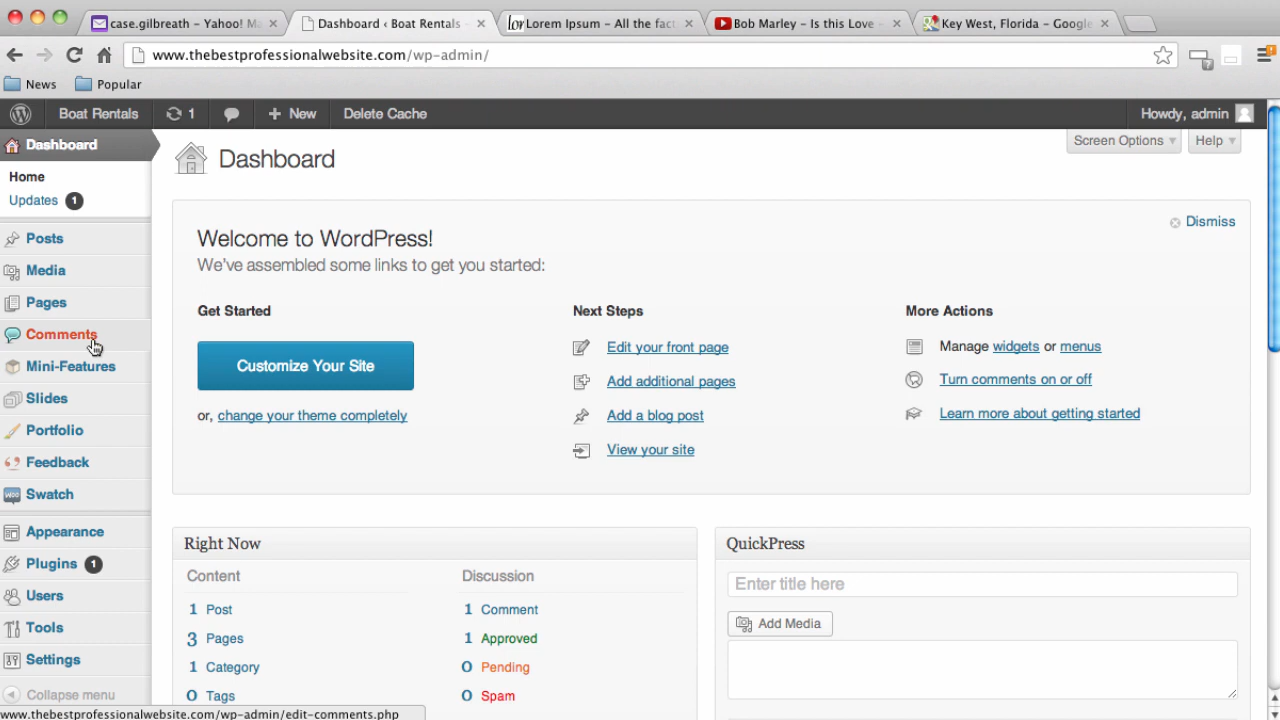 case.gilbreath – Yahoo! Ma
Dashboard ‹ Boat Rentals
Lorem Ipsum – All the fact
Bob Marley – Is this Love –
Key West, Florida – Google
www.thebestprofessionalwebsite.com/wp-admin/
News
Popular
Boat Rentals
1
+ New
Delete Cache
Howdy, admin
Dashboard
Home
Updates 1
Posts
Media
Pages
Comments
Mini-Features
Slides
Portfolio
Feedback
Swatch
Appearance
Plugins 1
Users
Tools
Settings
Collapse menu
Dashboard
Screen Options
Help
Welcome to WordPress!
Dismiss
We've assembled some links to get you started:
Get Started
Customize Your Site
or, change your theme completely
Next Steps
Edit your front page
Add additional pages
Add a blog post
View your site
More Actions
Manage widgets or menus
Turn comments on or off
Learn more about getting started
Right Now
Content
1 Post
3 Pages
1 Category
0 Tags
Discussion
1 Comment
1 Approved
0 Pending
0 Spam
QuickPress
Enter title here
Add Media
www.thebestprofessionalwebsite.com/wp-admin/edit-comments.php